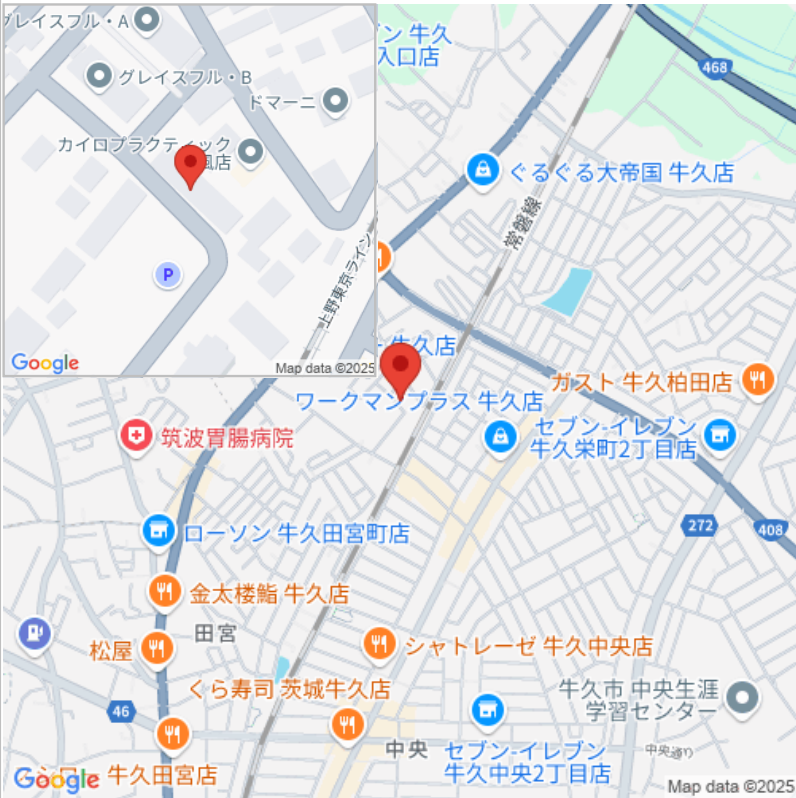 グレイスフル・A
グレイスフル・B
ドマーニ
カイロプラクティック
風店
P
上野東京ライン
Google
Map data ©2025
ン 牛久
入口店
468
ぐるぐる大帝国 牛久店
常磐線
牛久店
ガスト 牛久柏田店
ワークマンプラス 牛久店
セブン-イレブン
牛久栄町2丁目店
筑波胃腸病院
272
408
ローソン 牛久田宮町店
金太楼鮨 牛久店
田宮
松屋
シャトレーゼ 牛久中央店
くら寿司 茨城牛久店
牛久市 中央生涯
学習センター
46
中央
セブン-イレブン
牛久中央2丁目店
中央通り
牛久田宮店
Google
Map data ©2025